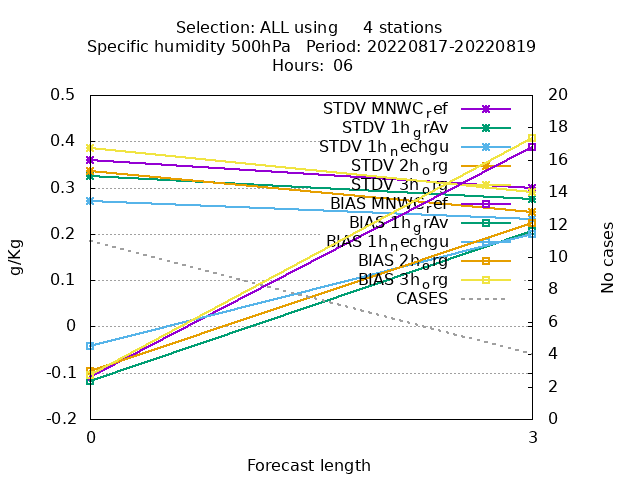 Selection: ALL using     4 stations
Specific humidity 500hPa   Period: 20220817-20220819
Hours:  06
0.5
0.4
0.3
0.2
0.1
0
-0.1
-0.2
g/Kg
STDV MNWC_ref
STDV 1h_grAv
STDV 1h_nechgu
STDV 2h_org
STDV 3h_org
BIAS MNWC_ref
BIAS 1h_grAv
BIAS 1h_nechgu
BIAS 2h_org
BIAS 3h_org
CASES
20
18
16
14
12
10
8
6
4
2
0
No cases
0
3
Forecast length